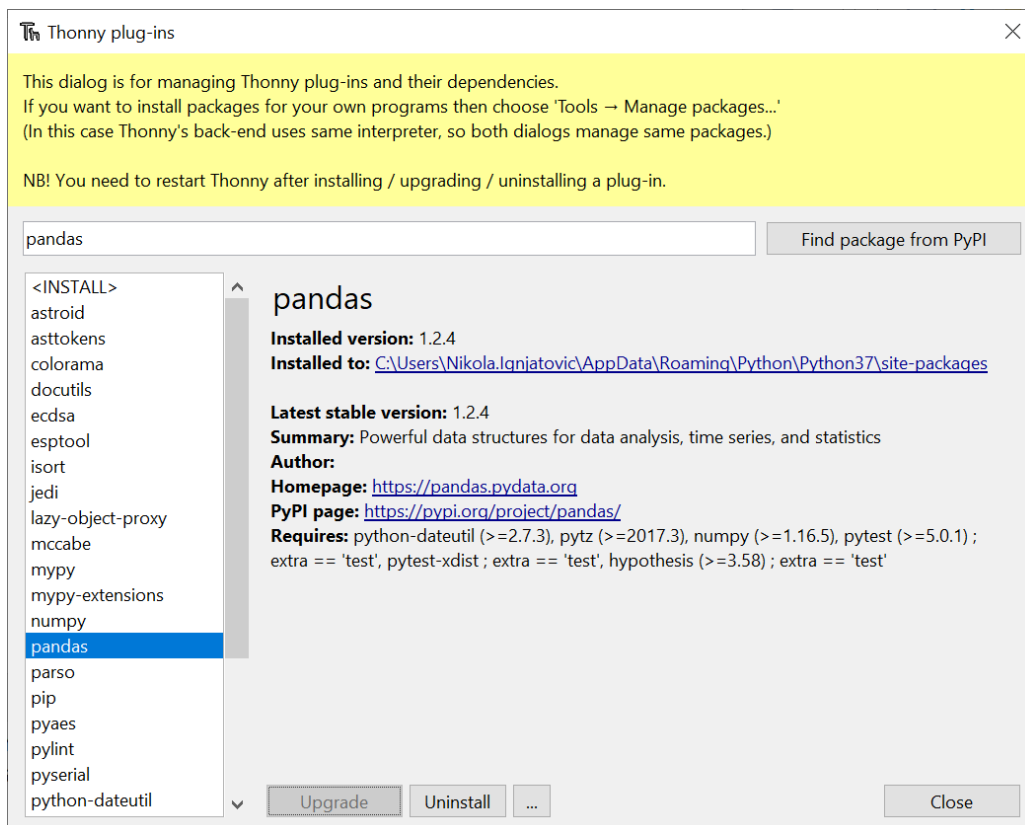 Thonny plug-ins
This dialog is for managing Thonny plug-ins and their dependencies.
If you want to install packages for your own programs then choose 'Tools → Manage packages...'
(In this case Thonny's back-end uses same interpreter, so both dialogs manage same packages.)
NB! You need to restart Thonny after installing / upgrading / uninstalling a plug-in.
pandas
Find package from PyPI
<INSTALL>
astroid
asttokens
colorama
docutils
ecdsa
esptool
isort
jedi
lazy-object-proxy
mccabe
mypy
mypy-extensions
numpy
pandas
parso
pip
pyaes
pylint
pyserial
python-dateutil
pandas
Installed version: 1.2.4
Installed to: C:\Users\Nikola.Ignjatovic\AppData\Roaming\Python\Python37\site-packages
Latest stable version: 1.2.4
Summary: Powerful data structures for data analysis, time series, and statistics
Author:
Homepage: https://pandas.pydata.org
PyPI page: https://pypi.org/project/pandas/
Requires: python-dateutil (>=2.7.3), pytz (>=2017.3), numpy (>=1.16.5), pytest (>=5.0.1) ;
extra == 'test', pytest-xdist ; extra == 'test', hypothesis (>=3.58) ; extra == 'test'
Upgrade
Uninstall
...
Close